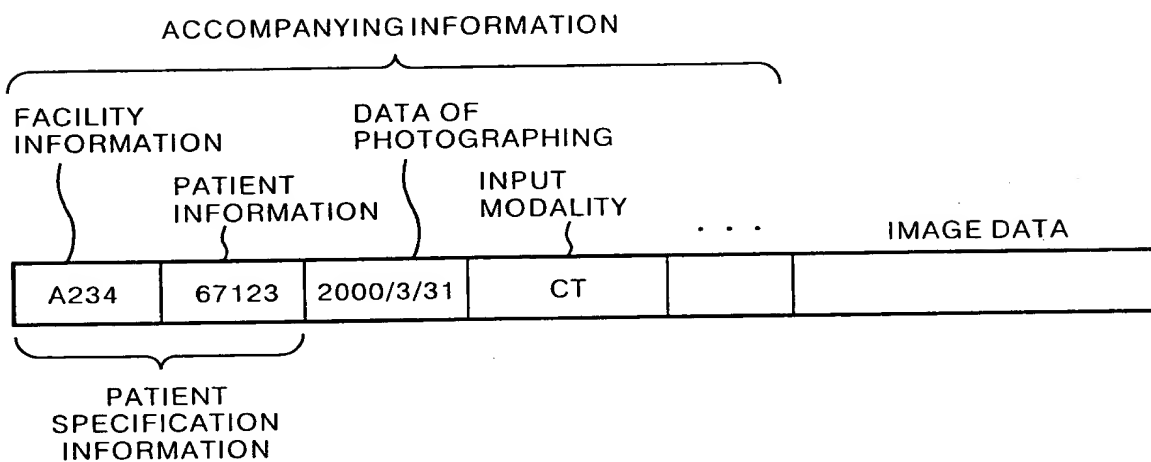 ACCOMPANYING INFORMATION
FACILITY
INFORMATION
DATA OF
PHOTOGRAPHING
PATIENT
INFORMATION
INPUT
MODALITY
. . .
IMAGE DATA
A234
67123
2000/3/31
CT
PATIENT
SPECIFICATION
INFORMATION